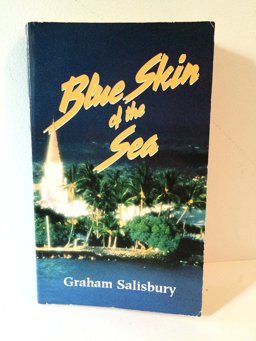 Blue Skin
of the
Sea
Graham Salisbury